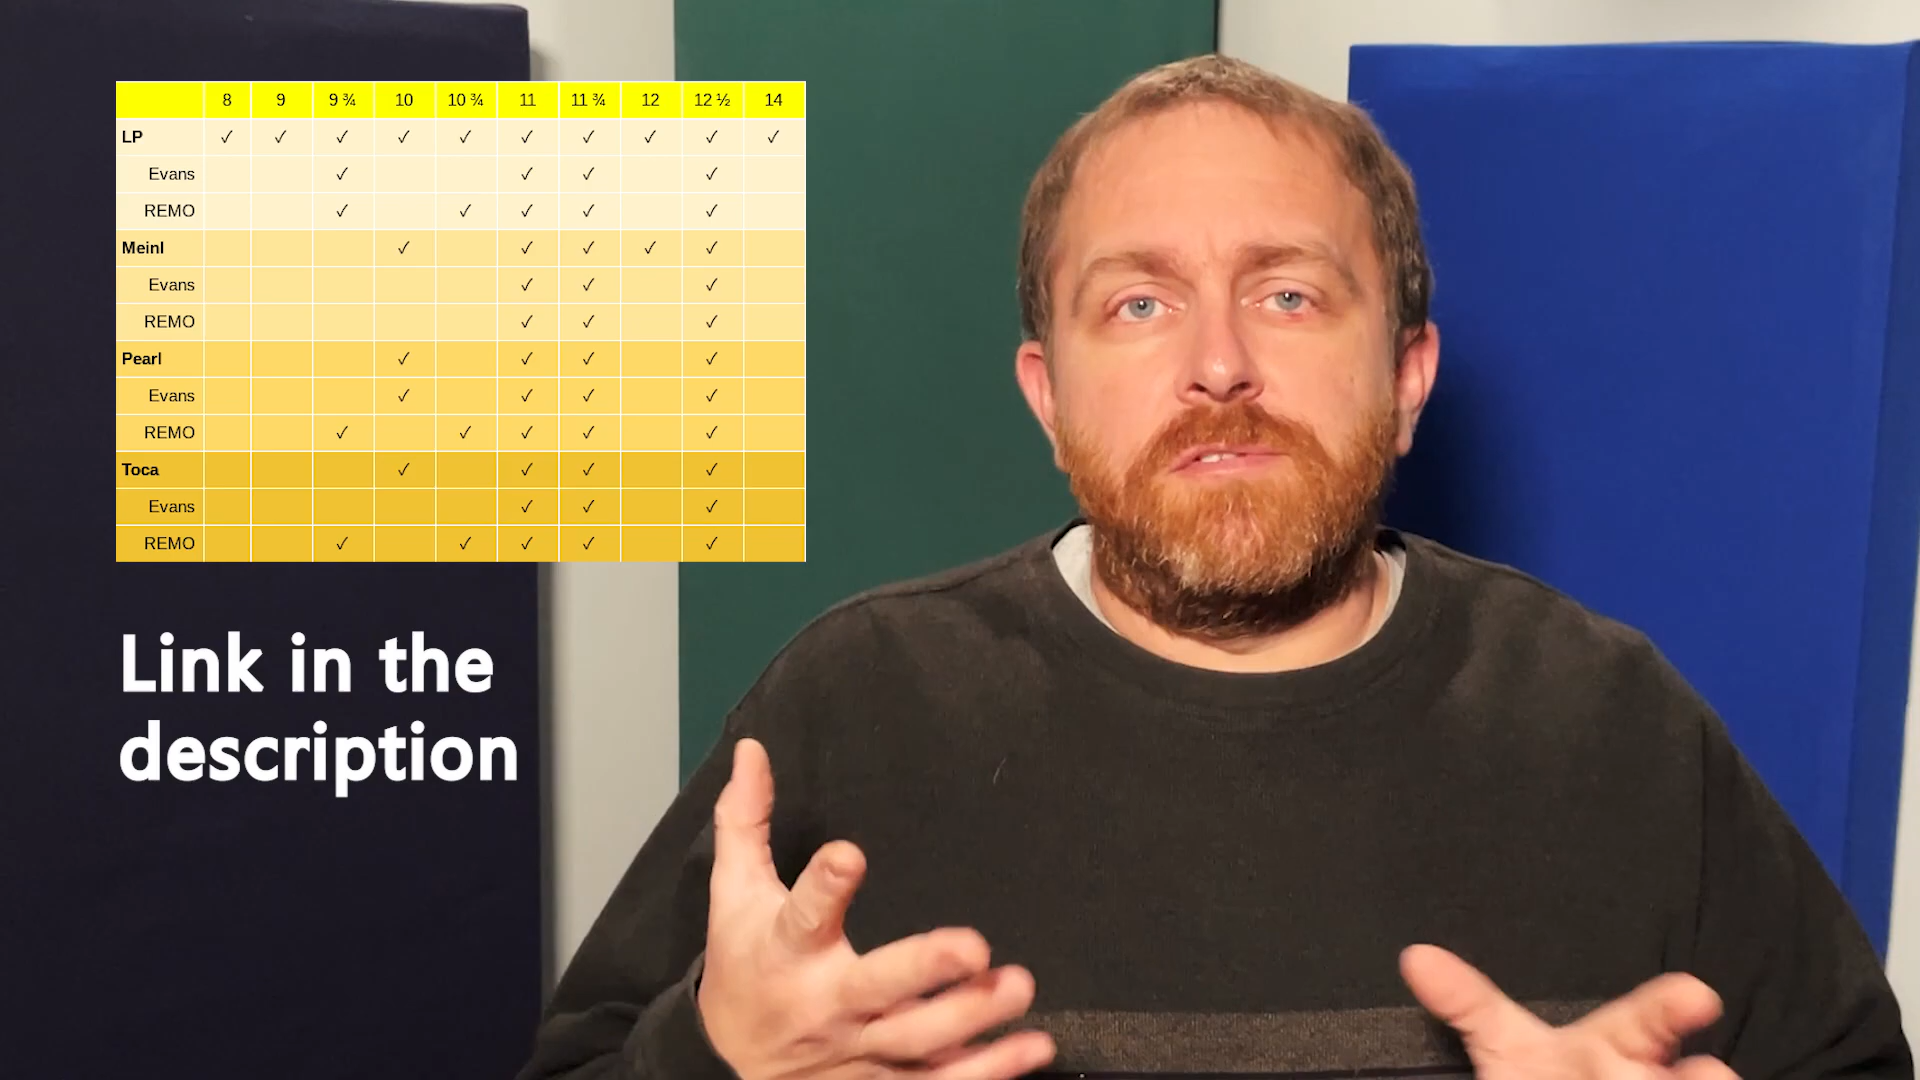 8 9 9 ¾ 10 10 ¾ 11 11 ¾ 12 12 ½ 14
LP ✓ ✓ ✓ ✓ ✓ ✓ ✓ ✓ ✓ ✓
Evans ✓ ✓ ✓ ✓
REMO ✓ ✓ ✓ ✓ ✓
Meinl ✓ ✓ ✓ ✓ ✓
Evans ✓ ✓ ✓
REMO ✓ ✓ ✓
Pearl ✓ ✓ ✓ ✓
Evans ✓ ✓ ✓ ✓
REMO ✓ ✓ ✓ ✓ ✓
Toca ✓ ✓ ✓ ✓
Evans ✓ ✓ ✓
REMO ✓ ✓ ✓ ✓ ✓
Link in the
description